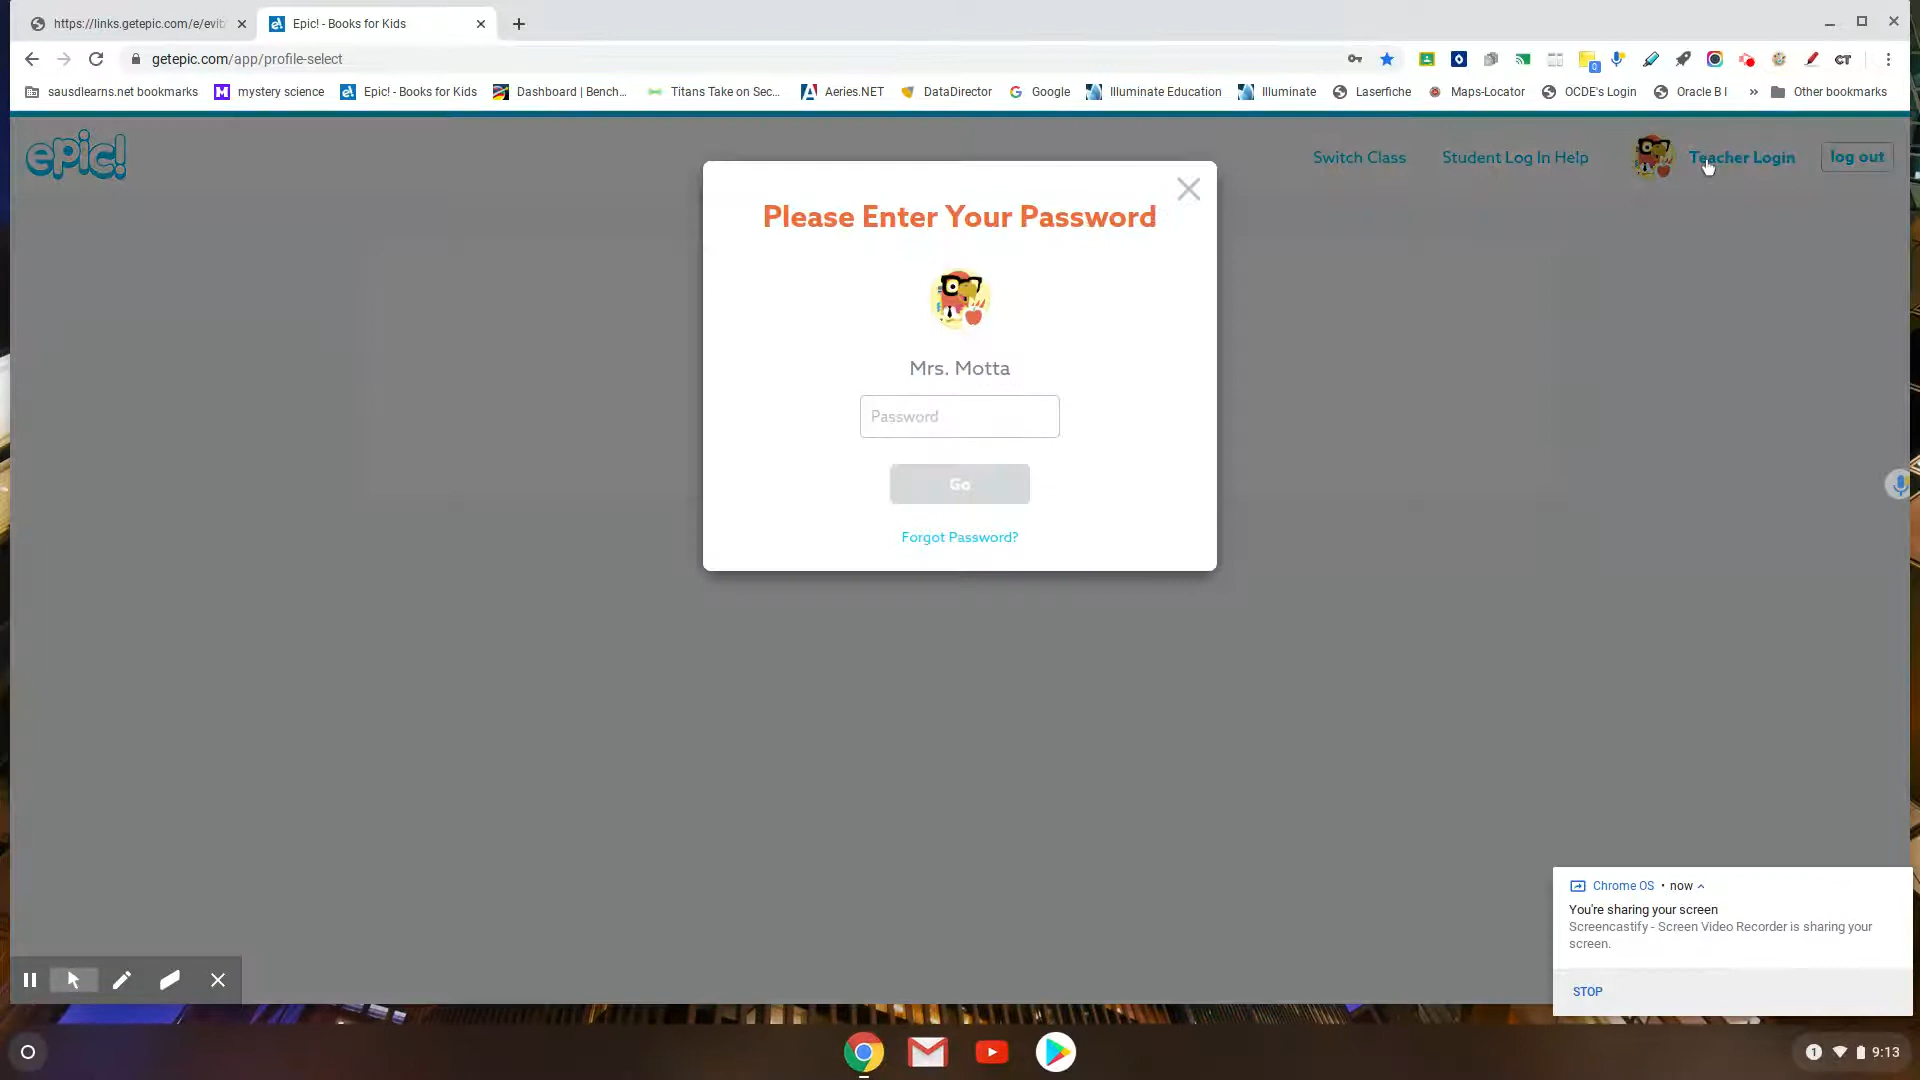 https://links.getepic.com/e/evib
Epic! - Books for Kids
getepic.com/app/profile-select
sausdlearns.net bookmarks
mystery science
Epic! - Books for Kids
Dashboard | Bench...
Titans Take on Sec...
Aeries.NET
DataDirector
Google
Illuminate Education
Illuminate
Laserfiche
Maps-Locator
OCDE's Login
Oracle B I
»
Other bookmarks
epic!
Switch Class
Student Log In Help
Teacher Login
log out
Please Enter Your Password
Mrs. Motta
Password
Go
Forgot Password?
Chrome OS • now
You're sharing your screen
Screencastify - Screen Video Recorder is sharing your
screen.
STOP
1
9:13